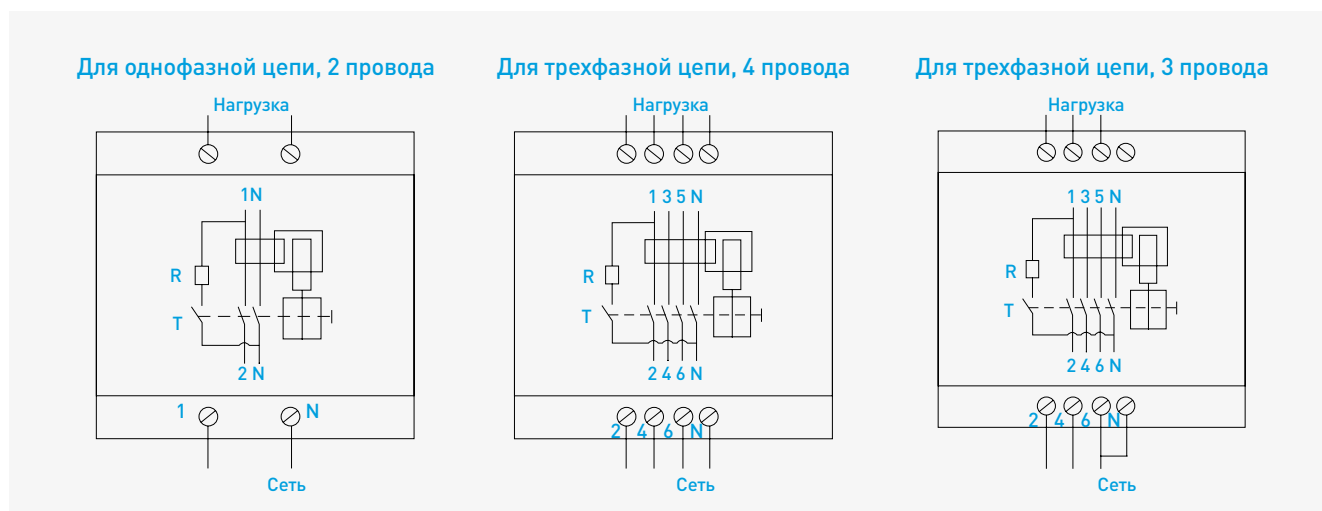 Для однофазной цепи, 2 провода
Нагрузка
1 N
R
T
2 N
1 N
Сеть
Для трехфазной цепи, 4 провода
Нагрузка
1 3 5 N
R
T
2 4 6 N
2 4 6 N
Сеть
Для трехфазной цепи, 3 провода
Нагрузка
1 3 5 N
R
T
2 4 6 N
2 4 6 N
Сеть